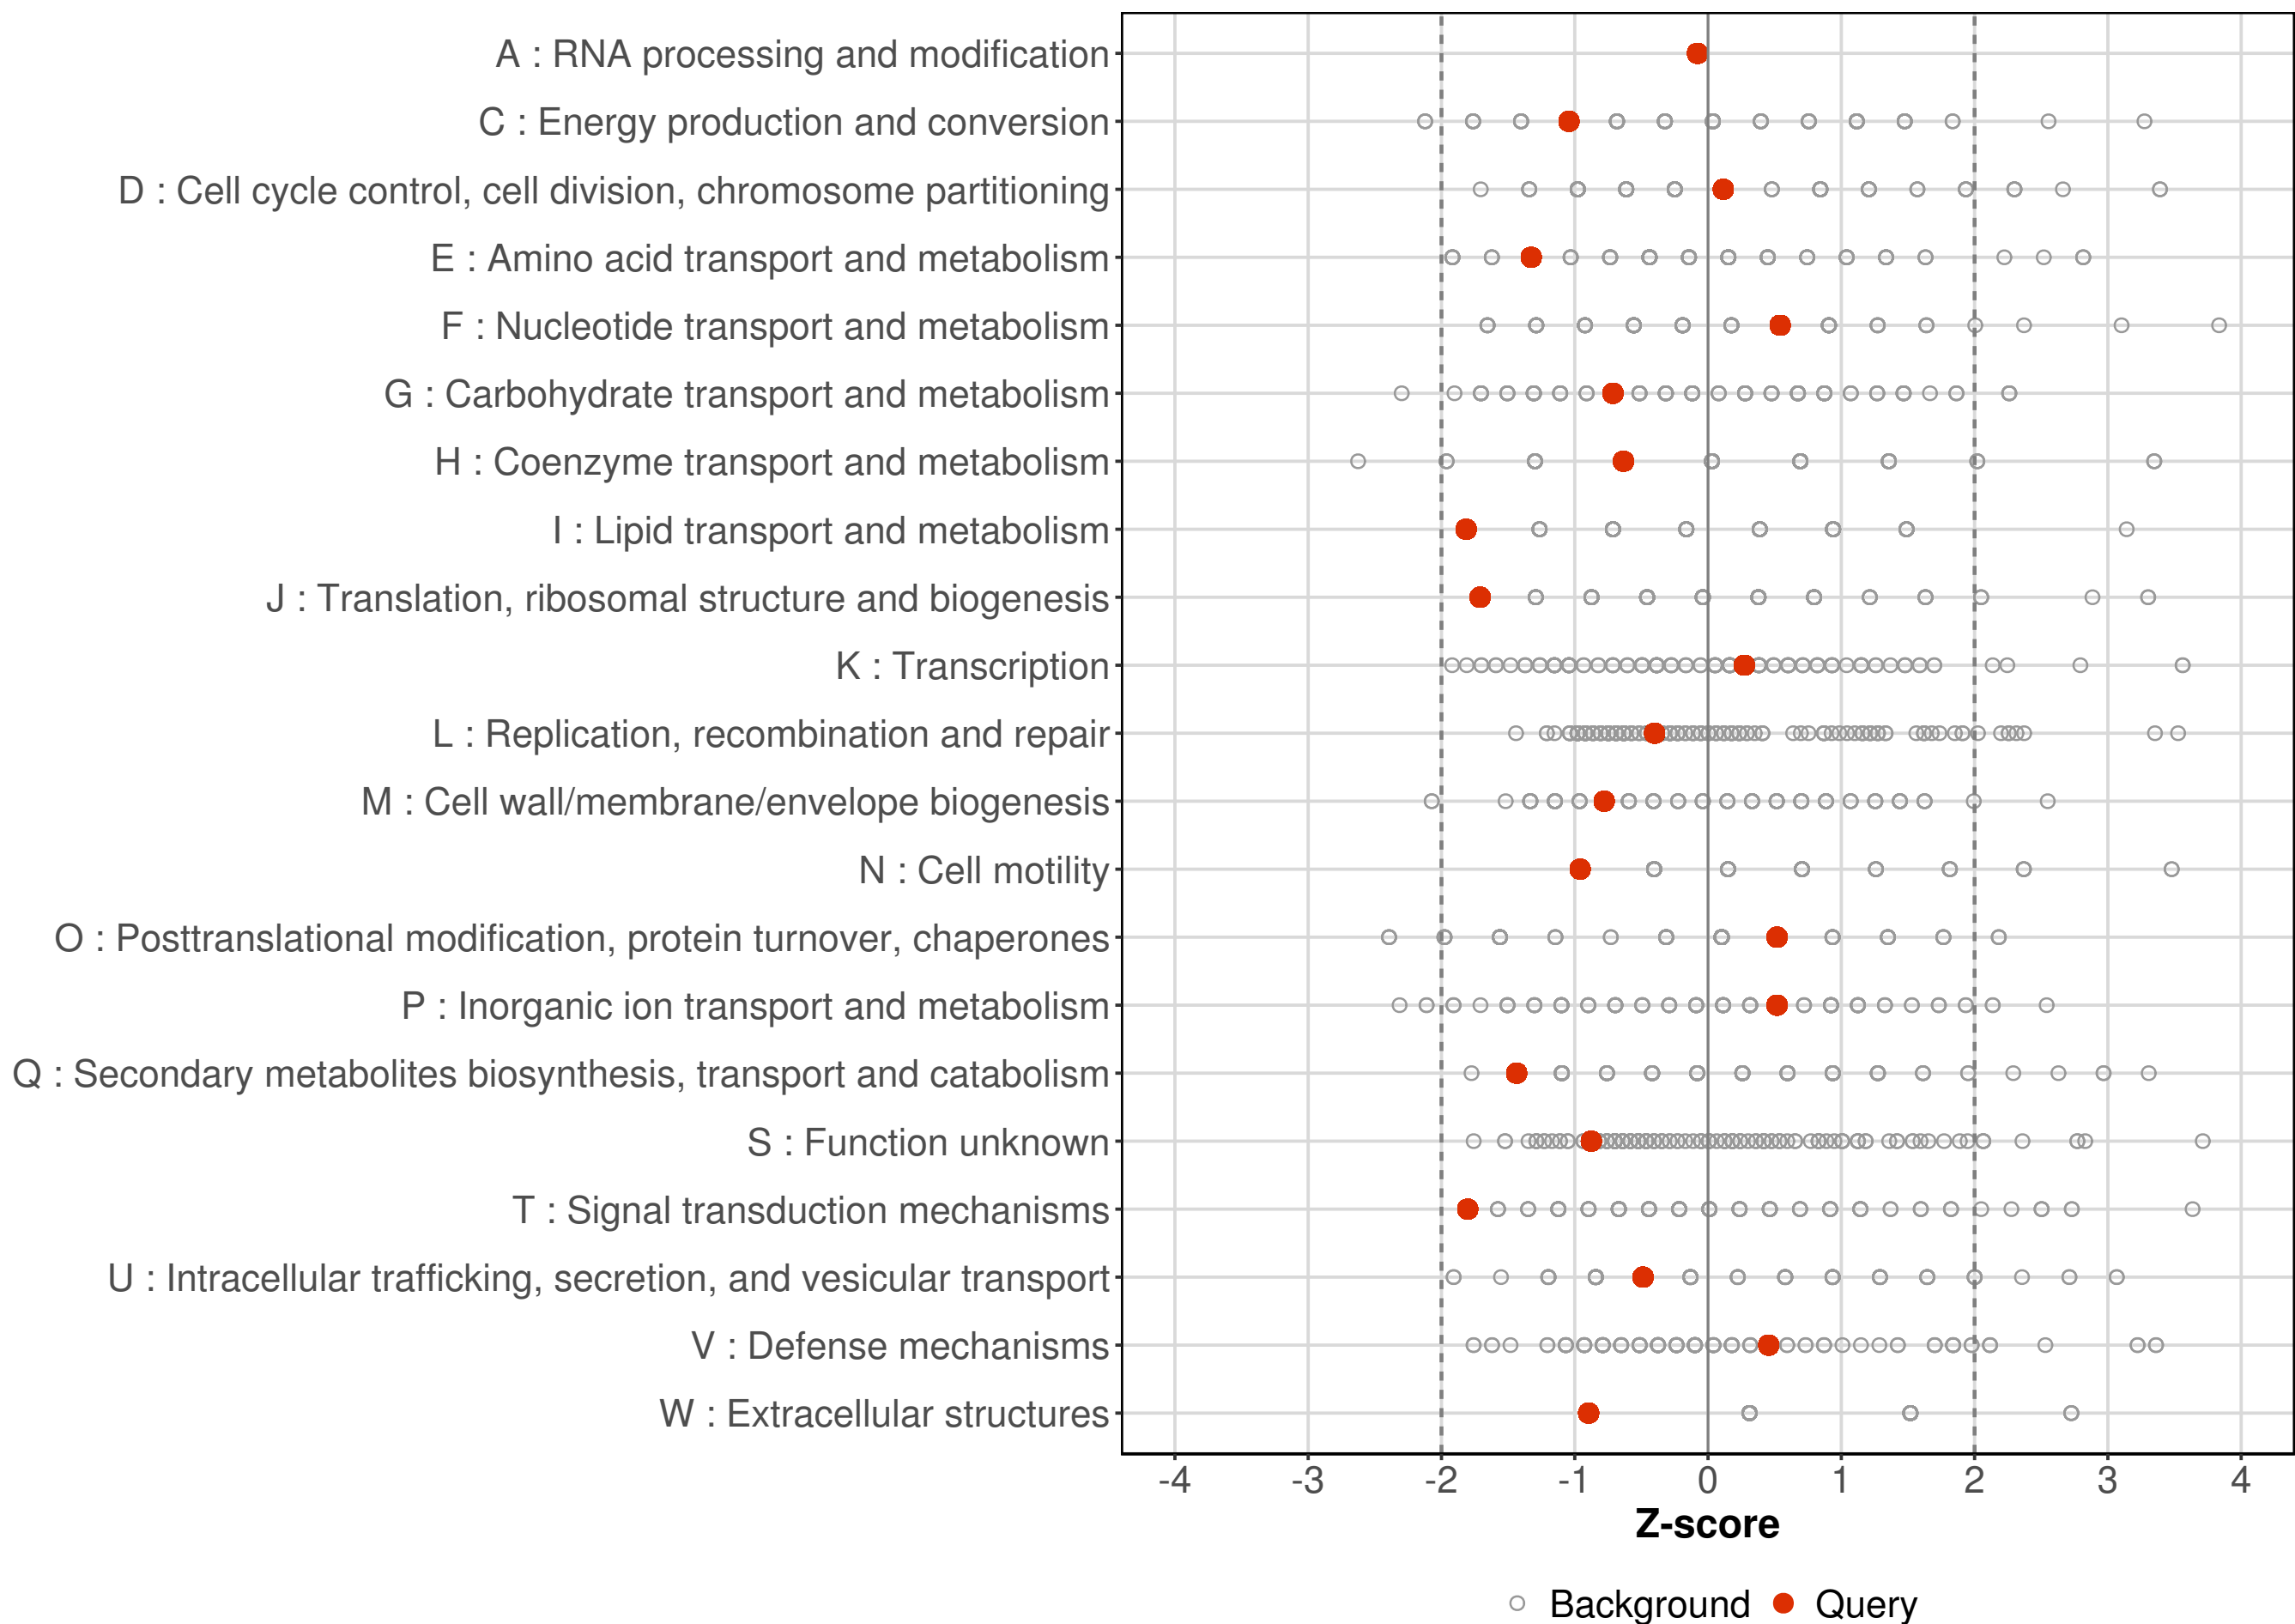 A : RNA processing and modification
C : Energy production and conversion
D : Cell cycle control, cell division, chromosome partitioning
E : Amino acid transport and metabolism
F : Nucleotide transport and metabolism
G : Carbohydrate transport and metabolism
H : Coenzyme transport and metabolism
I : Lipid transport and metabolism
J : Translation, ribosomal structure and biogenesis
K : Transcription
L : Replication, recombination and repair
M : Cell wall/membrane/envelope biogenesis
N : Cell motility
O : Posttranslational modification, protein turnover, chaperones
P : Inorganic ion transport and metabolism
Q : Secondary metabolites biosynthesis, transport and catabolism
S : Function unknown
T : Signal transduction mechanisms
U : Intracellular trafficking, secretion, and vesicular transport
V : Defense mechanisms
W : Extracellular structures
-4 -3 -2 -1 0 1 2 3 4
Z-score
Background Query